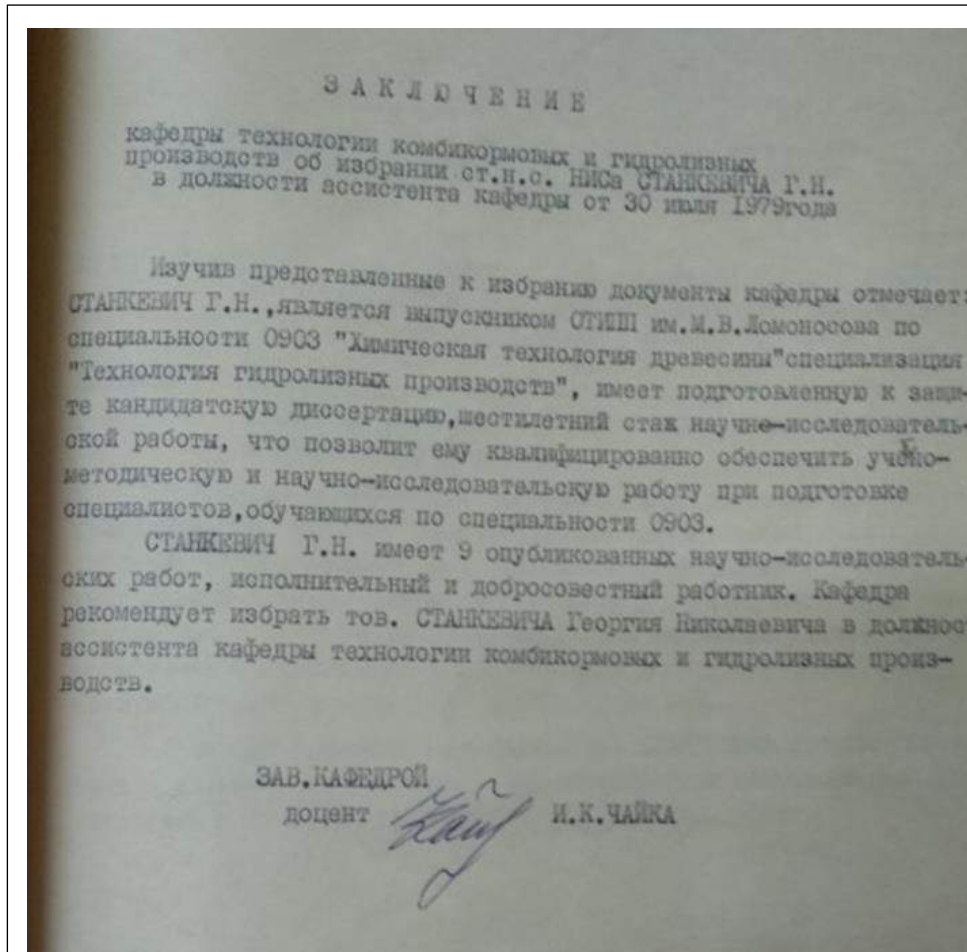 ЗАКЛЮЧЕНИЕ
кафедры технологии комбикормовых и гидролизных
производств об избрании ст.н.с. НИСа СТАНКЕВИЧА Г.Н.
в должности ассистента кафедры от 30 июля 1979года
Изучив представленные к избранию документы кафедры отмечает:
СТАНКЕВИЧ Г.Н.,является выпускником ОТИПП им.М.В.Ломоносова по
специальности 0903 "Химическая технология древесины"специализация
"Технология гидролизных производств", имеет подготовленную к защи-
те кандидатскую диссертацию,шестилетний стаж научно-исследователь-
ской работы, что позволит ему квалифицированно обеспечить учебно-
методическую и научно-исследовательскую работу при подготовке
специалистов,обучающихся по специальности 0903.
СТАНКЕВИЧ Г.Н. имеет 9 опубликованных научно-исследователь-
ских работ, исполнительный и добросовестный работник. Кафедра
рекомендует избрать тов. СТАНКЕВИЧА Георгия Николаевича в должнос
ассистента кафедры технологии комбикормовых и гидролизных произ-
водств.
ЗАВ.КАФЕДРОЙ
доцент И.К.ЧАЙКА